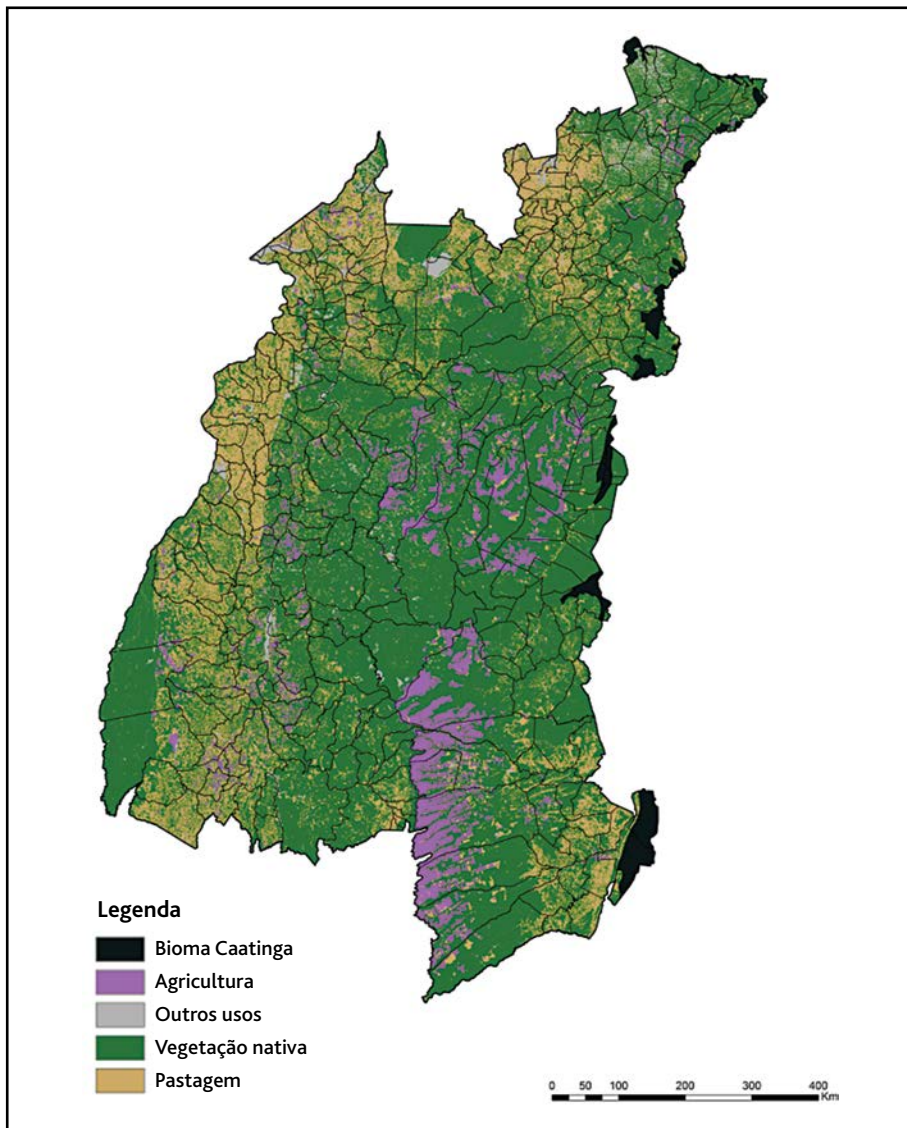 Legenda
Bioma Caatinga
Agricultura
Outros usos
Vegetação nativa
Pastagem
0 50 100 200 300 400
Km